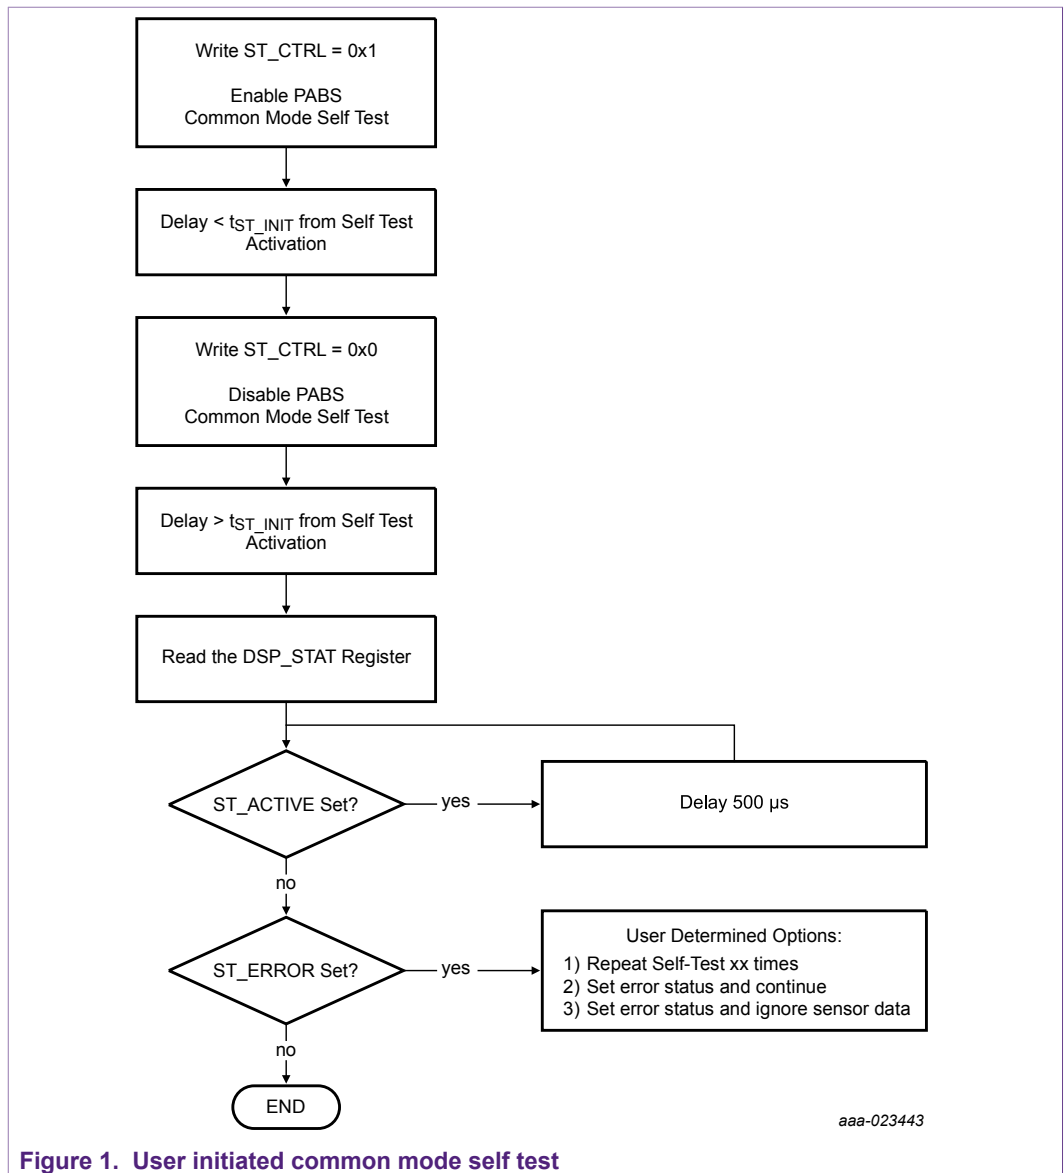 Write ST_CTRL = 0x1
Enable PABS
Common Mode Self Test
Delay < tST_INIT from Self Test
Activation
Write ST_CTRL = 0x0
Disable PABS
Common Mode Self Test
Delay > tST_INIT from Self Test
Activation
Read the DSP_STAT Register
ST_ACTIVE Set?
yes
Delay 500 µs
no
ST_ERROR Set?
yes
User Determined Options:
1) Repeat Self-Test xx times
2) Set error status and continue
3) Set error status and ignore sensor data
no
END
aaa-023443
Figure 1. User initiated common mode self test